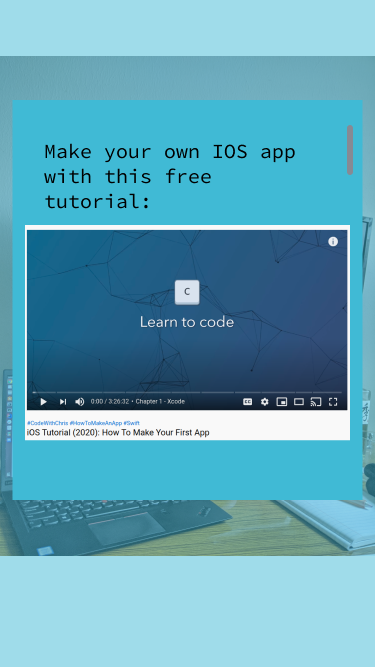 Make your own IOS app
with this free
tutorial:
i
C
Learn to code
0:00 / 3:26:32 • Chapter 1 - Xcode
CC
#CodeWithChris #HowToMakeAnApp #Swift
iOS Tutorial (2020): How To Make Your First App